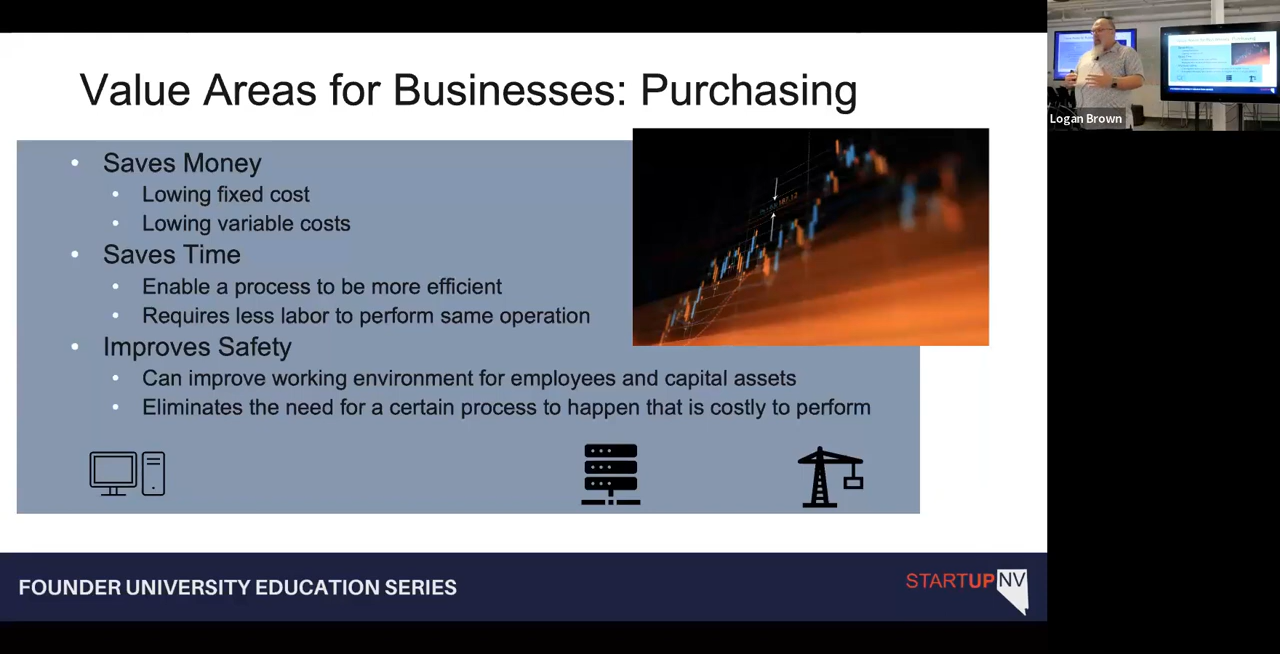 Value Areas for Businesses: Purchasing
• Saves Money
• Lowing fixed cost
• Lowing variable costs
• Saves Time
• Enable a process to be more efficient
• Requires less labor to perform same operation
• Improves Safety
• Can improve working environment for employees and capital assets
• Eliminates the need for a certain process to happen that is costly to perform
FOUNDER UNIVERSITY EDUCATION SERIES
STARTUPNV
Logan Brown